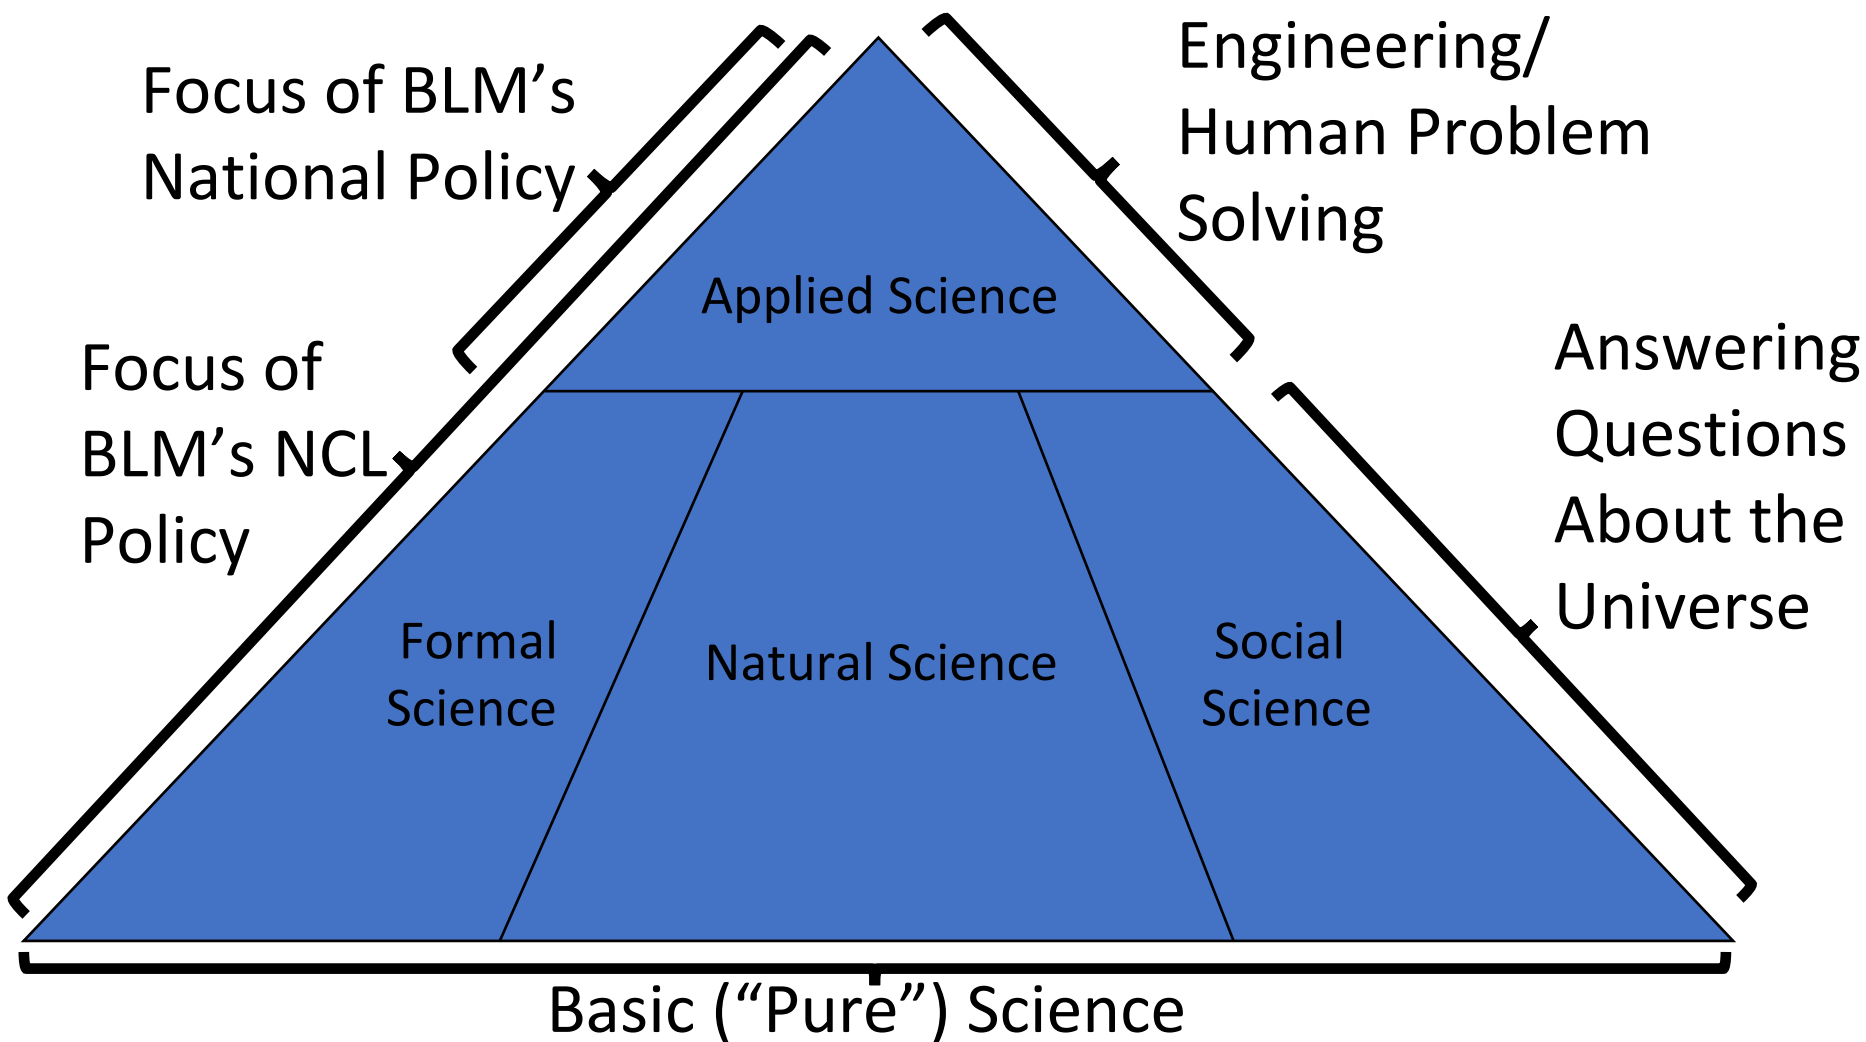 Focus of BLM’s
National Policy
Engineering/
Human Problem
Solving
Applied Science
Focus of
BLM’s NCL
Policy
Answering
Questions
About the
Universe
Formal
Science
Natural Science
Social
Science
Basic (“Pure”) Science